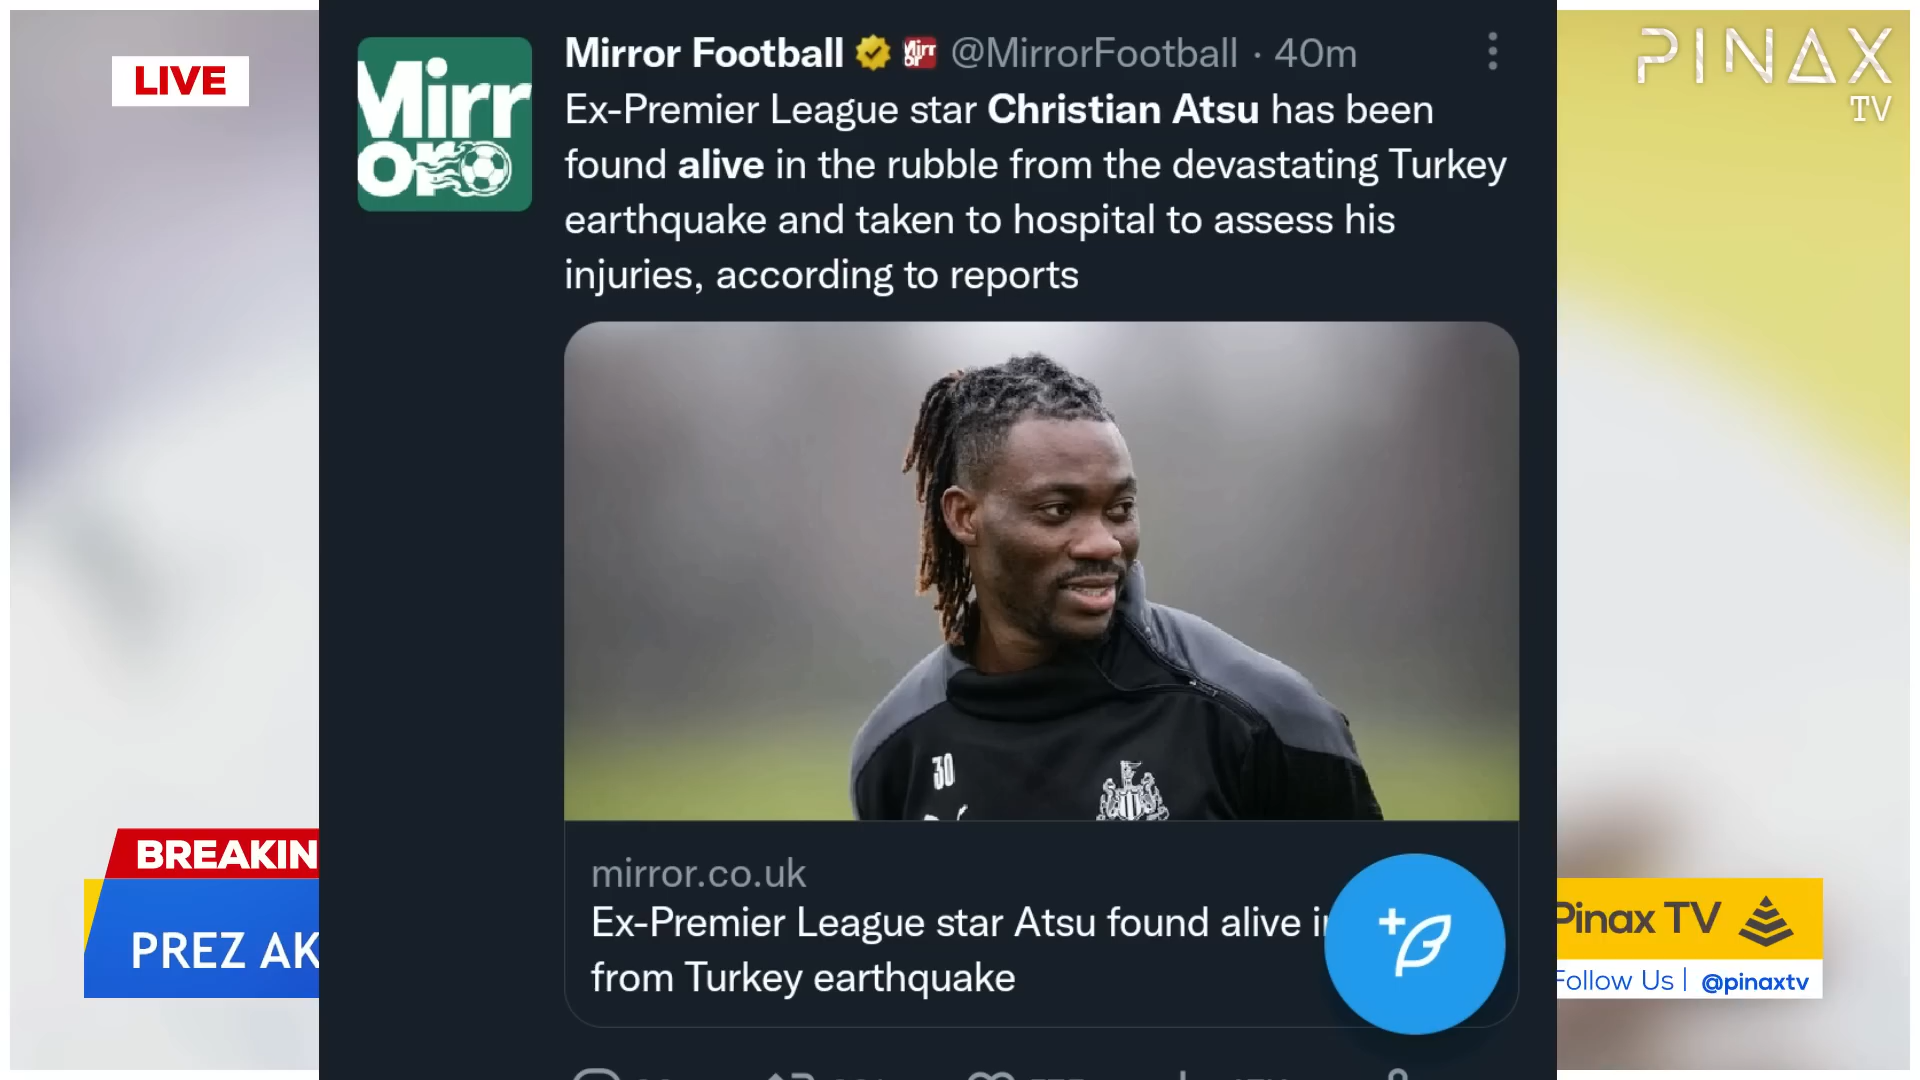 LIVE
PINAX
TV
Mirror
Mirror Football @MirrorFootball · 40m
Ex-Premier League star Christian Atsu has been
found alive in the rubble from the devastating Turkey
earthquake and taken to hospital to assess his
injuries, according to reports
30
mirror.co.uk
Ex-Premier League star Atsu found alive
from Turkey earthquake
BREAKIN
PREZ AK
Pinax TV
Follow Us | @pinaxtv